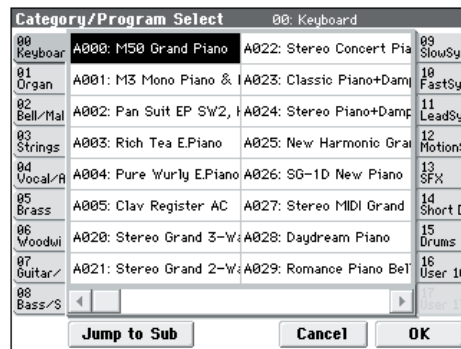 Category/Program Select 00: Keyboard
00
Keyboar
01
Organ
02
Bell/Mal
03
Strings
04
Vocal/A
05
Brass
06
Woodwi
07
Guitar/
08
Bass/S
A000: M50 Grand Piano
A001: M3 Mono Piano &
A002: Pan Suit EP SW2,
A003: Rich Tea E.Piano
A004: Pure Wurly E.Piano
A005: Clav Register AC
A020: Stereo Grand 3-Wa
A021: Stereo Grand 2-Wa
A022: Stereo Concert Pia
A023: Classic Piano+Damp
A024: Stereo Piano+Damp
A025: New Harmonic Gra
A026: SG-1D New Piano
A027: Stereo MIDI Grand
A028: Daydream Piano
A029: Romance Piano Bel
09
SlowSy
10
FastSy
11
LeadSy
12
Motion
13
SFX
14
Short
15
Drums
16
User 1
17
User 1
Jump to Sub
Cancel
OK